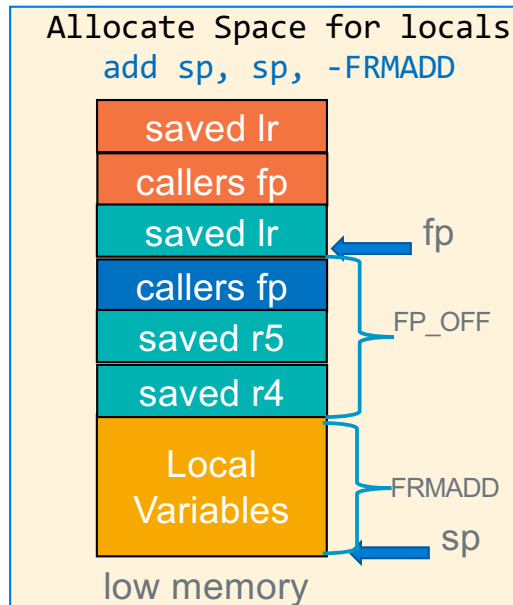 Allocate Space for locals
add sp, sp, -FRMADD
saved lr
callers fp
saved lr
fp
callers fp
FP_OFF
saved r5
saved r4
Local
Variables
FRMADD
sp
low memory